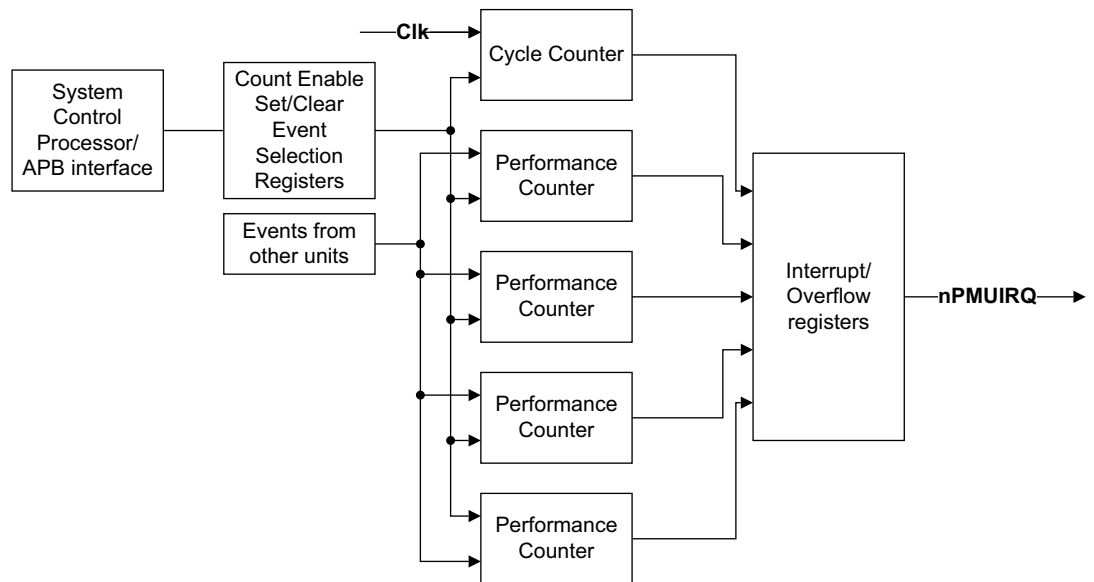 Clk
Cycle Counter
System
Control
Processor/
APB interface
Count Enable
Set/Clear
Event
Selection
Registers
Events from
other units
Performance
Counter
Performance
Counter
Performance
Counter
Performance
Counter
Interrupt/
Overflow
registers
nPMUIRQ